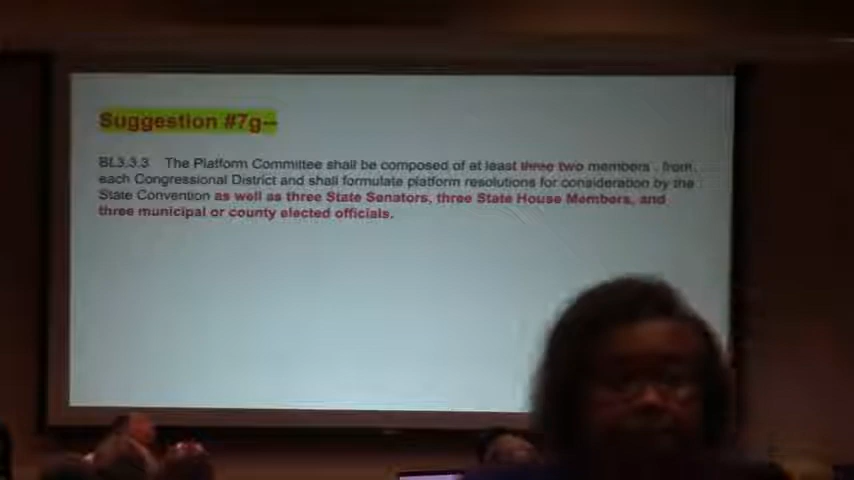 Suggestion #7g--
BL3.3.3 The Platform Committee shall be composed of at least three two members , from
each Congressional District and shall formulate platform resolutions for consideration by the
State Convention as well as three State Senators, three State House Members, and
three municipal or county elected officials.